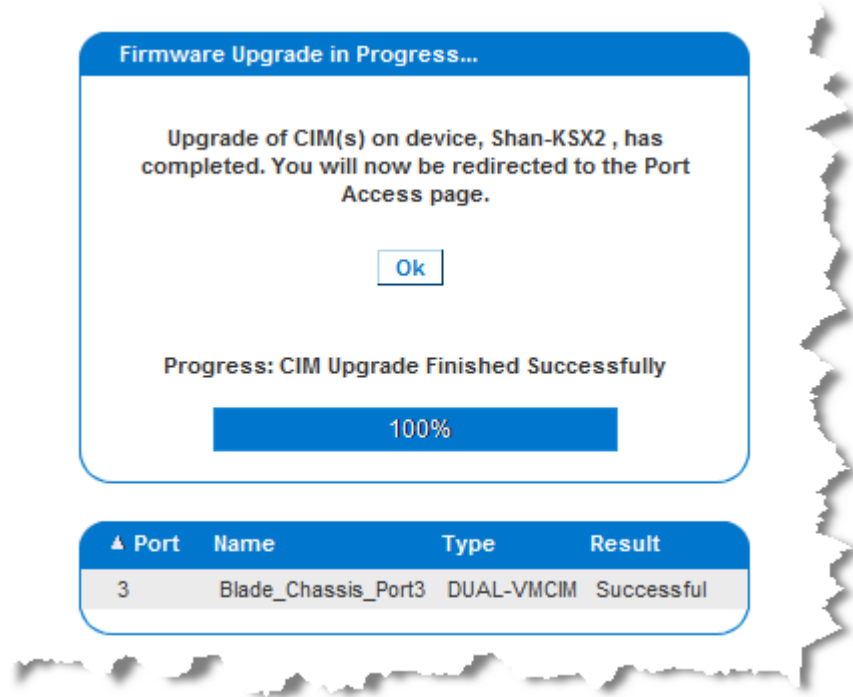 Firmware Upgrade in Progress...
Upgrade of CIM(s) on device, Shan-KSX2 , has
completed. You will now be redirected to the Port
Access page.
Ok
Progress: CIM Upgrade Finished Successfully
100%
Port Name Type Result
3 Blade_Chassis_Port3 DUAL-VMCIM Successful